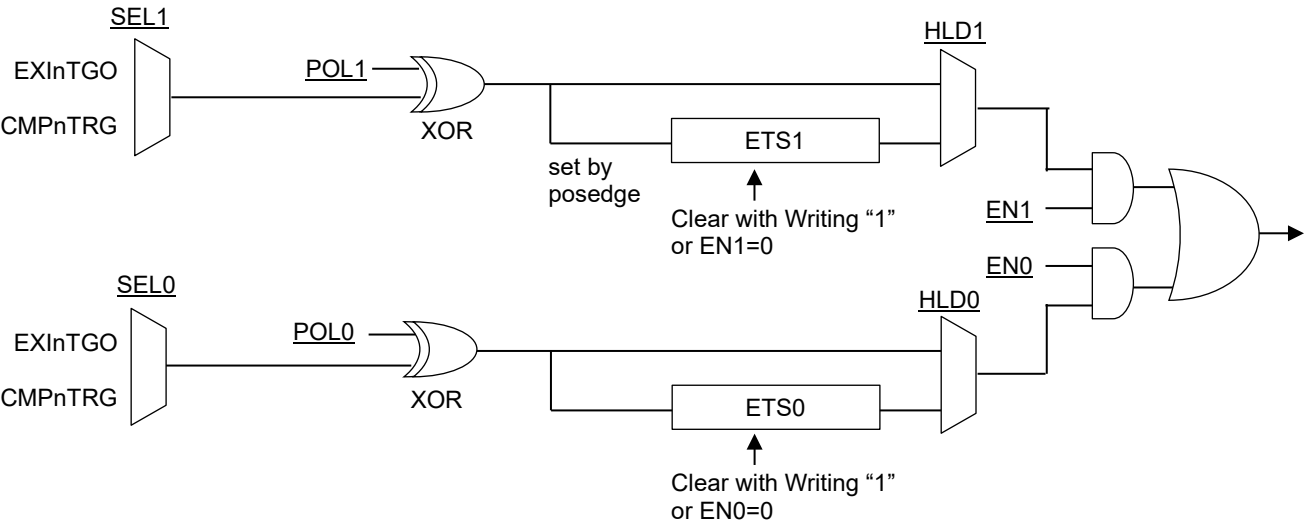 SEL1
HLD1
EXInTGO
POL1
CMPnTRG
XOR
ETS1
set by
posedge
Clear with Writing “1”
or EN1=0
EN1
EN0
SEL0
HLD0
POL0
EXInTGO
CMPnTRG
XOR
ETS0
Clear with Writing “1”
or EN0=0